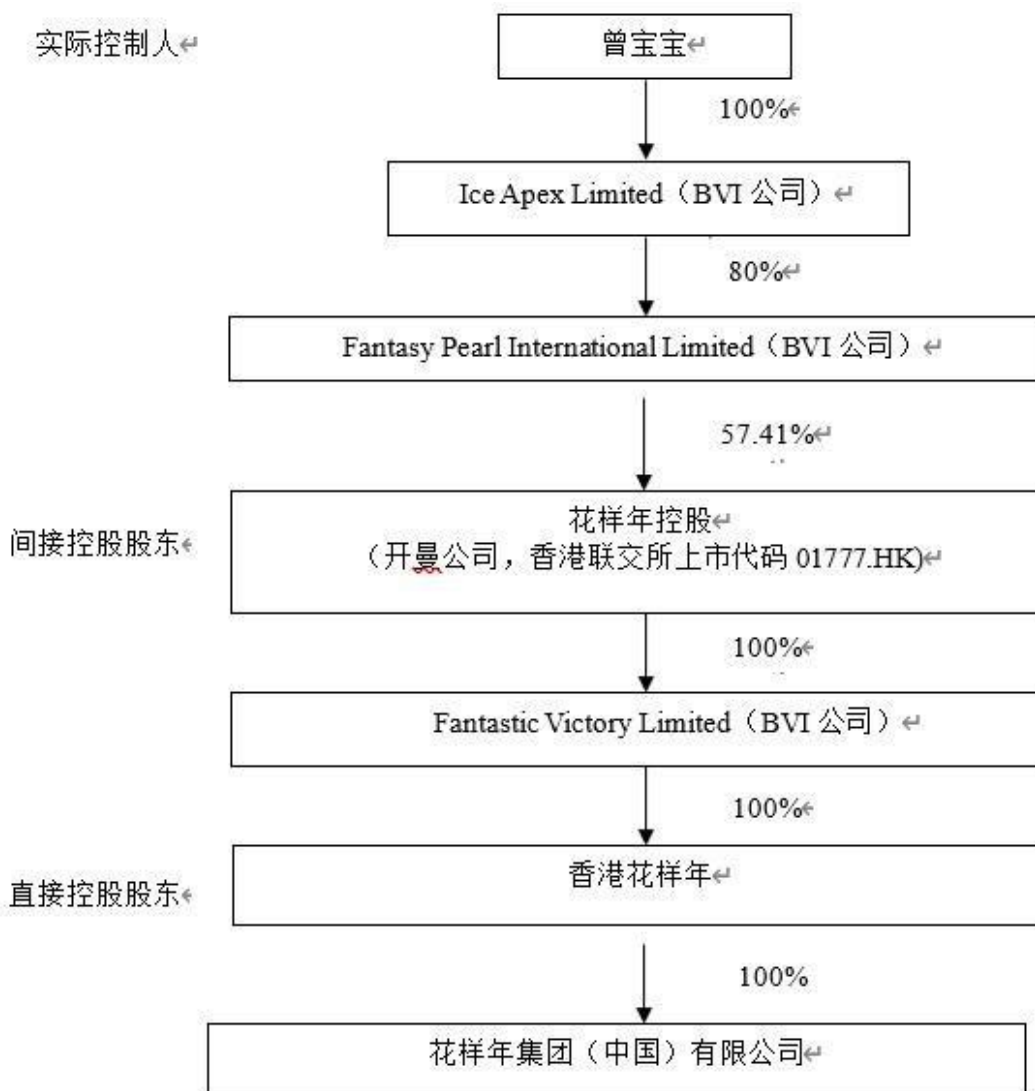 实际控制人↵
曾宝宝↵
100%↵
Ice Apex Limited（BVI 公司）↵
80%↵
Fantasy Pearl International Limited（BVI 公司）↵
57.41%↵
间接控股股东↵
花样年控股↵
（开曼公司，香港联交所上市代码 01777.HK)↵
100%↵
Fantastic Victory Limited（BVI 公司）↵
100%↵
直接控股股东↵
香港花样年↵
100%
花样年集团（中国）有限公司↵